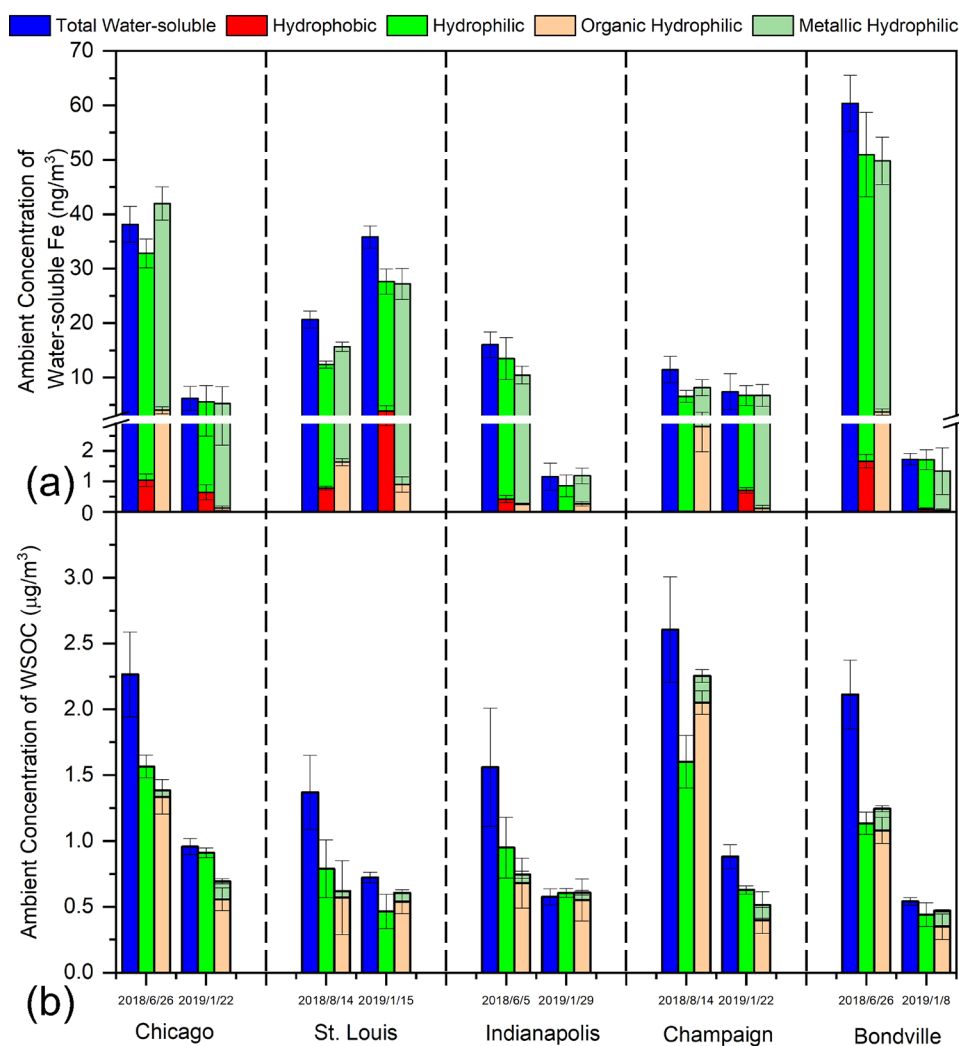 Total Water-soluble Hydrophobic Hydrophilic Organic Hydrophilic Metallic Hydrophilic
Ambient Concentration of
Water-soluble Fe (ng/m³)
70
60
50
40
30
20
10
2
1
0
(a)
Ambient Concentration of WSOC (μg/m³)
3.0
2.5
2.0
1.5
1.0
0.5
0.0
(b)
2018/6/26 2019/1/22 2018/8/14 2019/1/15 2018/6/5 2019/1/29 2018/8/14 2019/1/22 2018/6/26 2019/1/8
Chicago St. Louis Indianapolis Champaign Bondville